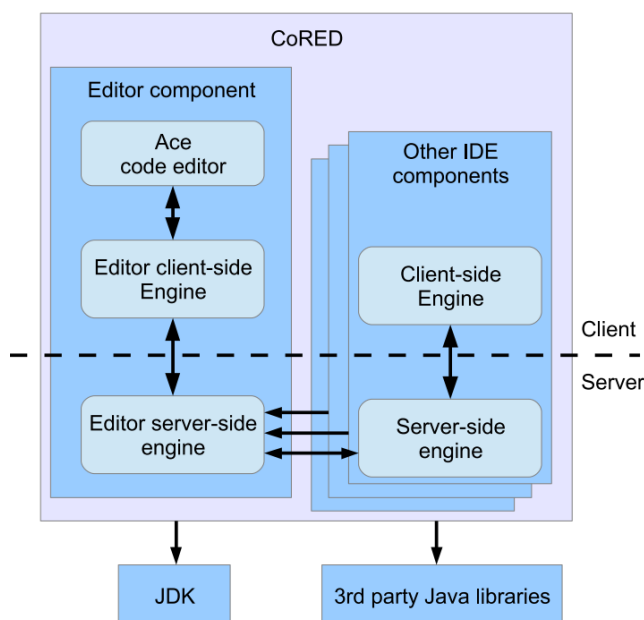 CoRED
Editor component
Ace
code editor
Editor client-side
Engine
Editor server-side
engine
Other IDE
components
Client-side
Engine
Server-side
engine
Client
Server
JDK
3rd party Java libraries